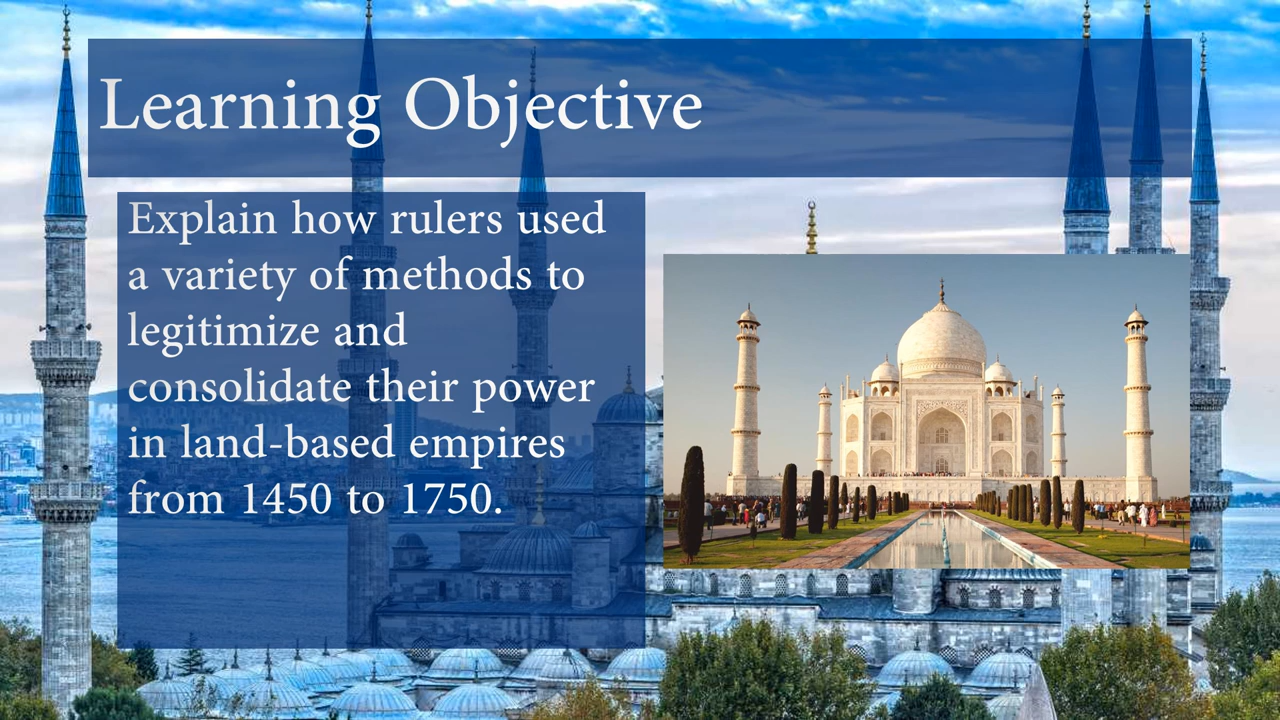 Learning Objective
Explain how rulers used
a variety of methods to
legitimize and
consolidate their power
in land-based empires
from 1450 to 1750.